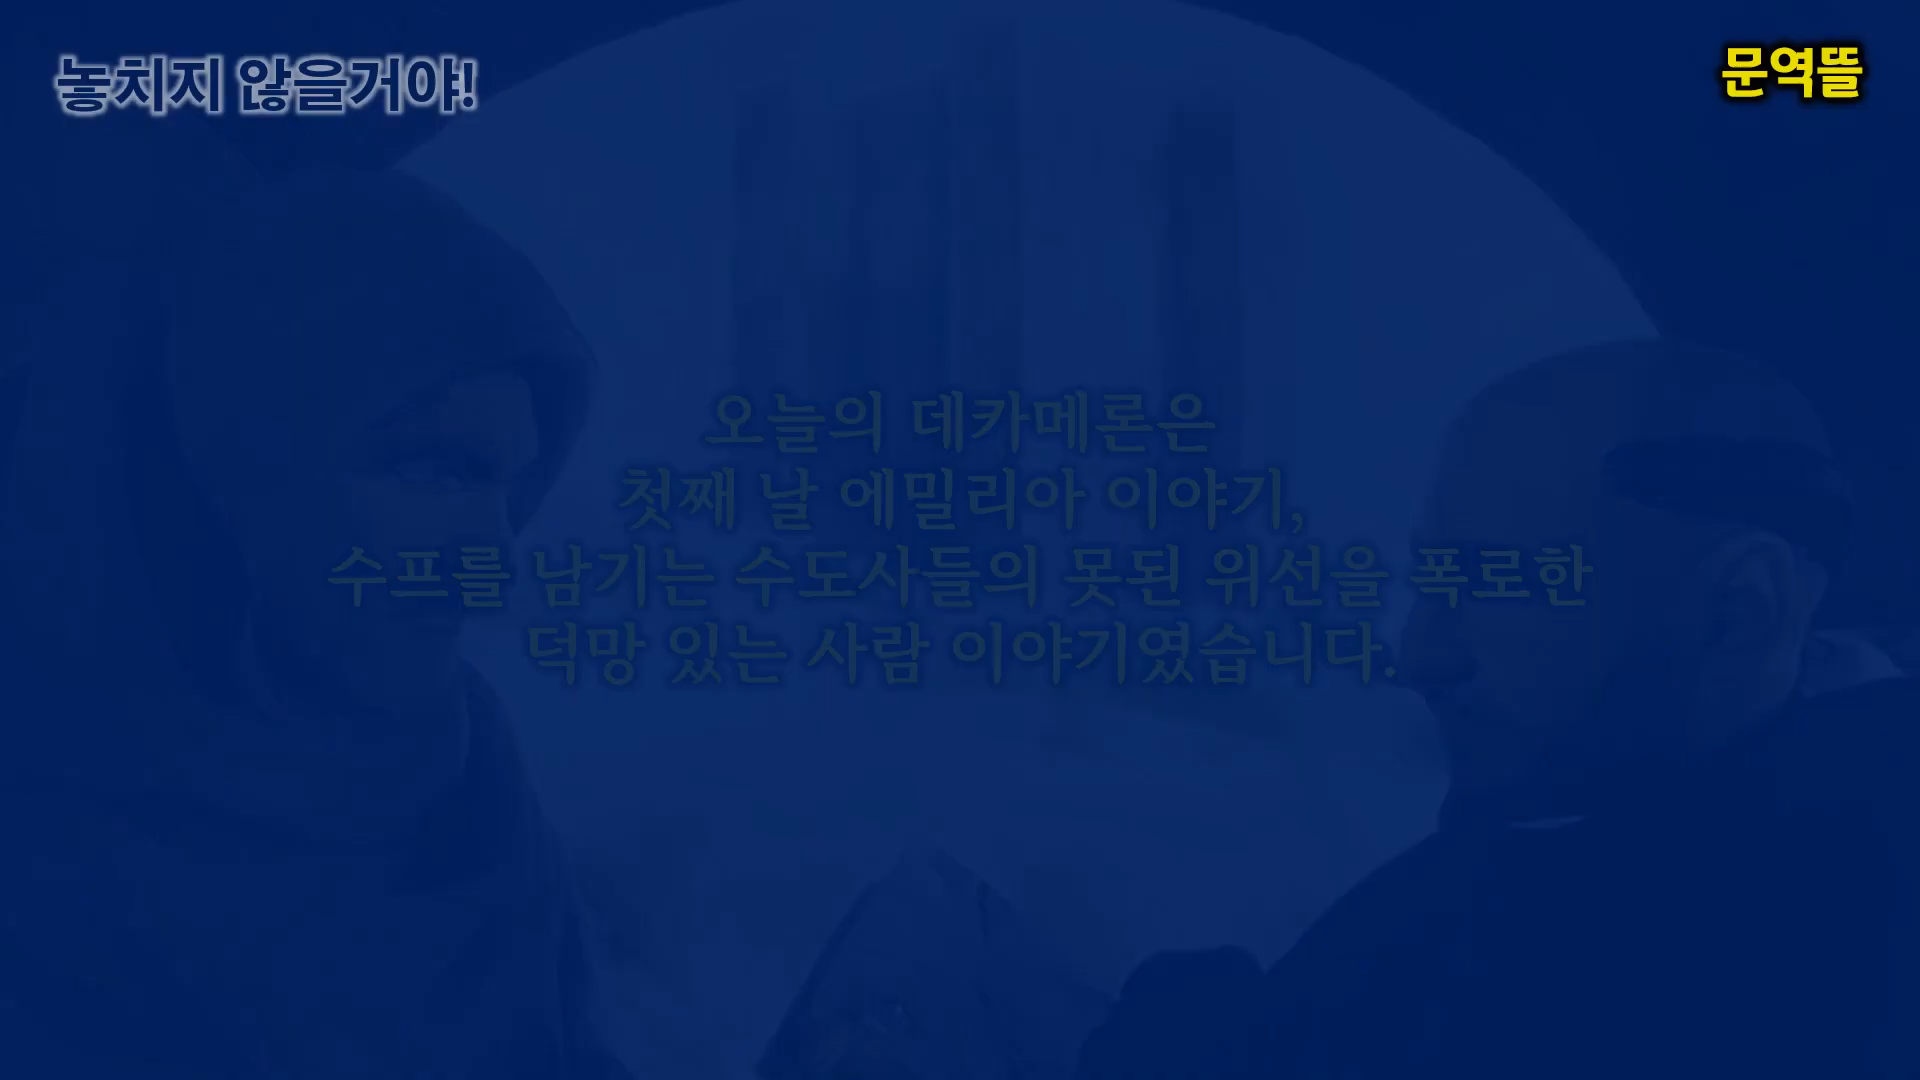 놓치지 않을거야!
문역뜰
오늘의 데카메론은
첫째 날 에밀리아 이야기,
수프를 남기는 수도사들의 못된 위선을 폭로한
덕망 있는 사람 이야기였습니다.